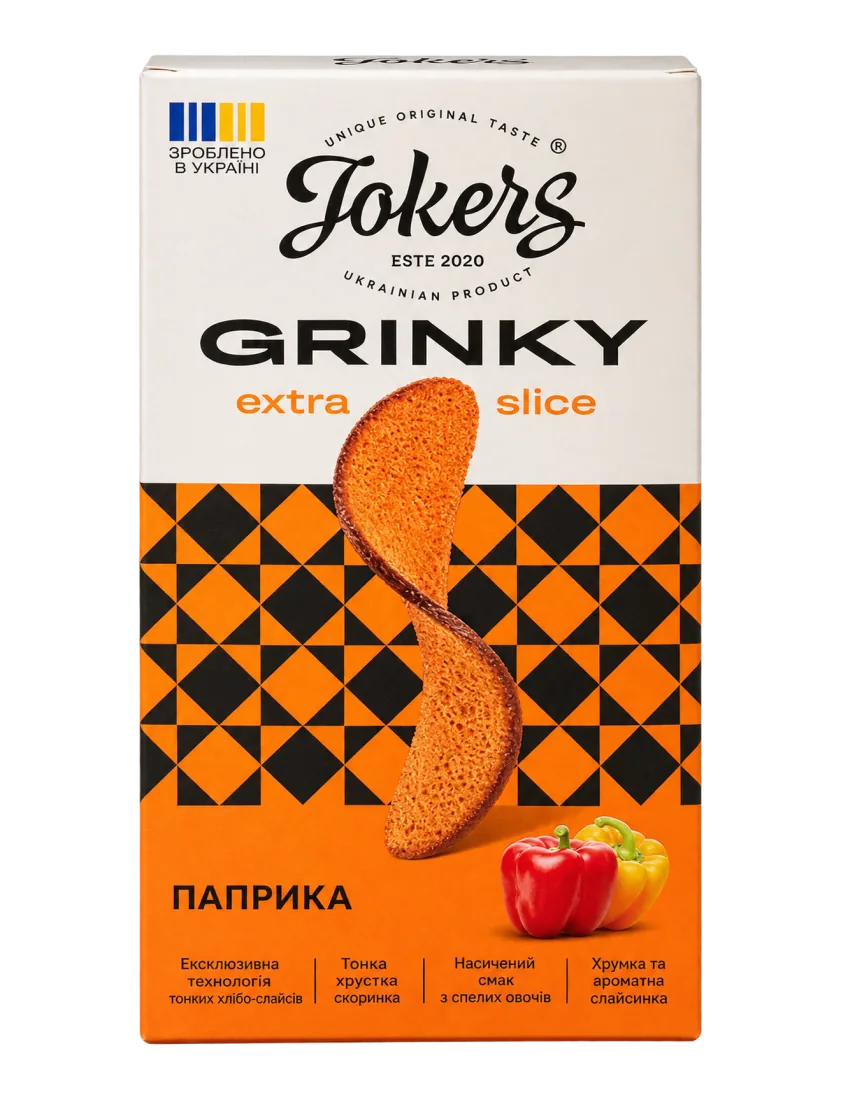 Jokers
ЗРОБЛЕНО
В УКРАЇНІ
UNIQUE ORIGINAL TASTE ®
Jokers
ESTE 2020
UKRAINIAN PRODUCT
GRINKY
extra slice
ПАПРИКА
Ексклюзивна
технологія
тонких хлібо-слайсів
Тонка
хрустка
скоринка
Насичений
смак
з спелих овочів
Хрумка та
ароматна
слайсинка